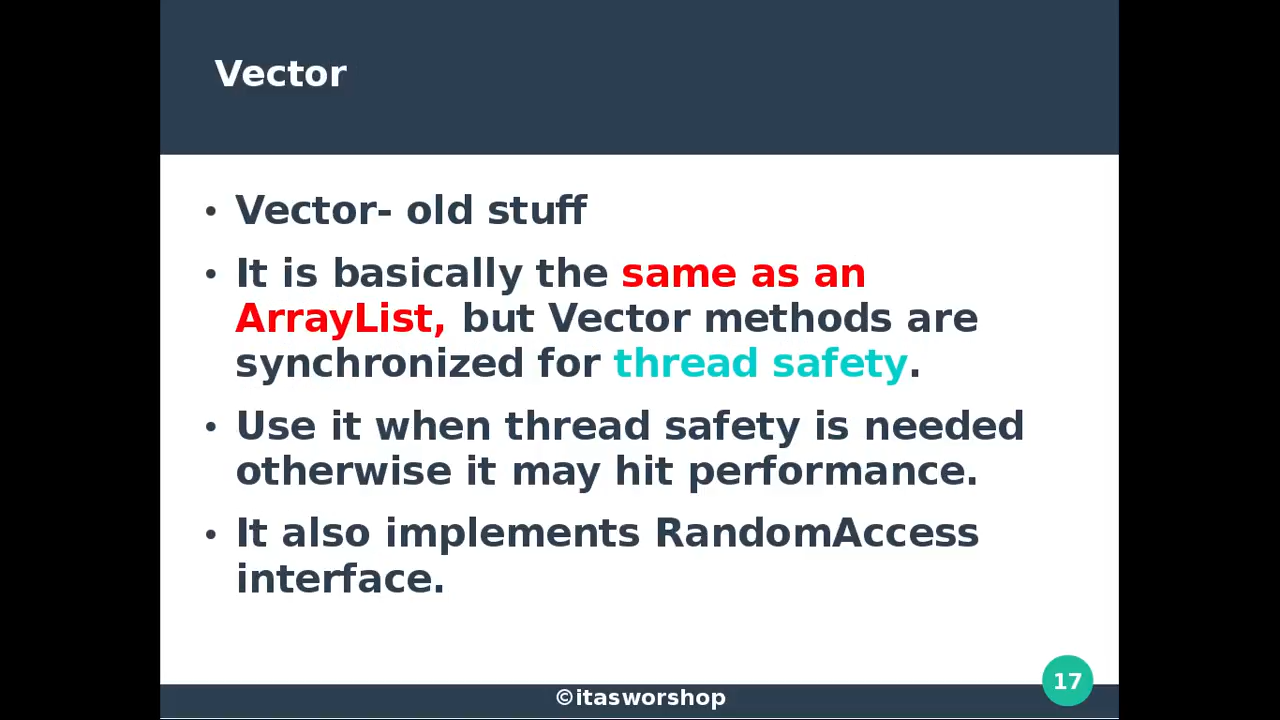 Vector
• Vector- old stuff
• It is basically the same as an
ArrayList, but Vector methods are
synchronized for thread safety.
• Use it when thread safety is needed
otherwise it may hit performance.
• It also implements RandomAccess
interface.
17
©itasworshop